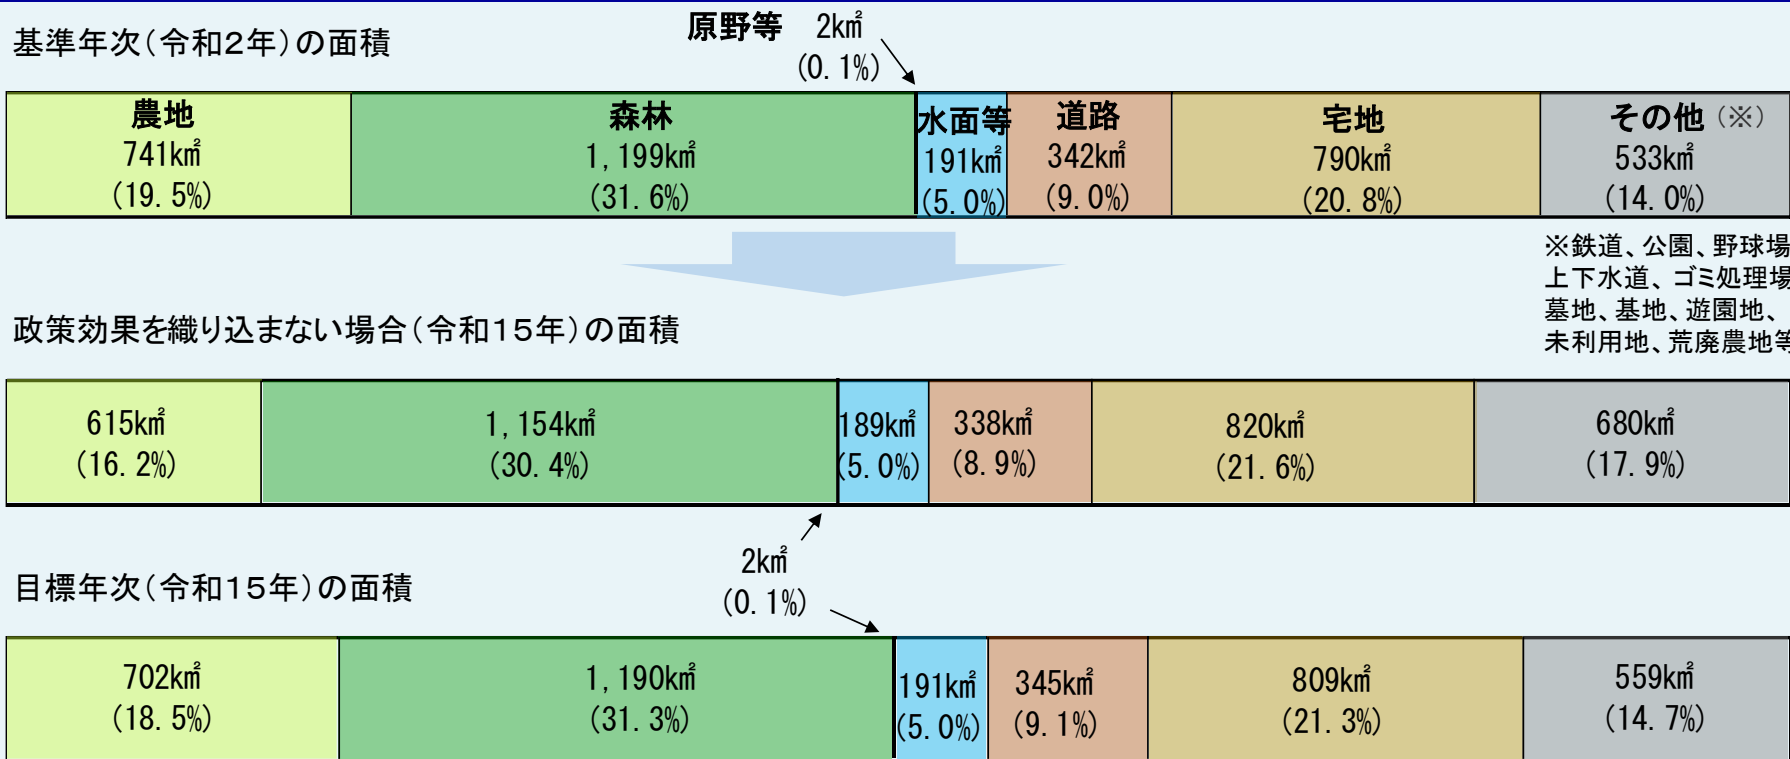 基準年次(令和2年)の面積
原野等 2k㎡
(0.1%)
農地
741k㎡
(19.5%)
森林
1,199k㎡
(31.6%)
水面等
191k㎡
(5.0%)
道路
342k㎡
(9.0%)
宅地
790k㎡
(20.8%)
その他(※)
533k㎡
(14.0%)
※鉄道、公園、野球場
上下水道、ゴミ処理場
墓地、基地、遊園地、
未利用地、荒廃農地等
政策効果を織り込まない場合(令和15年)の面積
615k㎡
(16.2%)
1,154k㎡
(30.4%)
189k㎡
(5.0%)
338k㎡
(8.9%)
820k㎡
(21.6%)
680k㎡
(17.9%)
2k㎡
(0.1%)
目標年次(令和15年)の面積
702k㎡
(18.5%)
1,190k㎡
(31.3%)
191k㎡
(5.0%)
345k㎡
(9.1%)
809k㎡
(21.3%)
559k㎡
(14.7%)